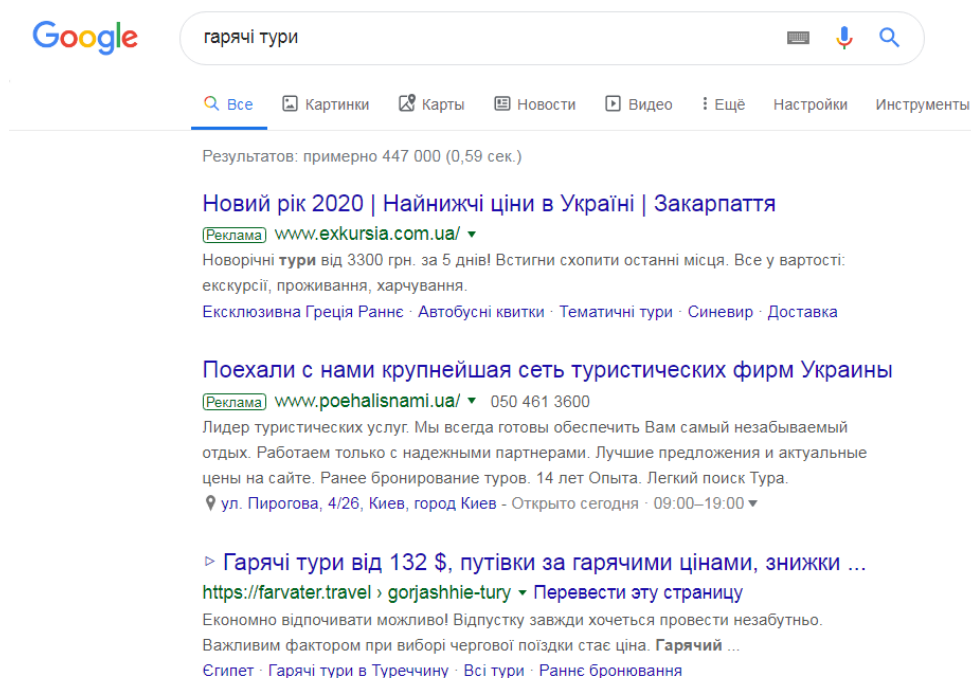 Google
гарячі тури
Все Картинки Карты Новости Видео Ещё Настройки Инструменты
Результатов: примерно 447 000 (0,59 сек.)
Новий рік 2020 | Найнижчі ціни в Україні | Закарпаття
Реклама www.exkursia.com.ua/
Новорічні тури від 3300 грн. за 5 днів! Встигни схопити останні місця. Все у вартості:
екскурсії, проживання, харчування.
Ексклюзивна Греція Раннє · Автобусні квитки · Тематичні тури · Синевир · Доставка
Поехали с нами крупнейшая сеть туристических фирм Украины
Реклама www.poehalisnami.ua/ 050 461 3600
Лидер туристических услуг. Мы всегда готовы обеспечить Вам самый незабываемый
отдых. Работаем только с надежными партнерами. Лучшие предложения и актуальные
цены на сайте. Ранее бронирование туров. 14 лет Опыта. Легкий поиск Тура.
ул. Пирогова, 4/26, Киев, город Киев - Открыто сегодня · 09:00–19:00
Гарячі тури від 132 $, путівки за гарячими цінами, знижки ...
https://farvater.travel › gorjashhie-tury Перевести эту страницу
Економно відпочивати можливо! Відпустку завжди хочеться провести незабутньо.
Важливим фактором при виборі чергової поїздки стає ціна. Гарячий ...
Єгипет · Гарячі тури в Туреччину · Всі тури · Раннє бронювання